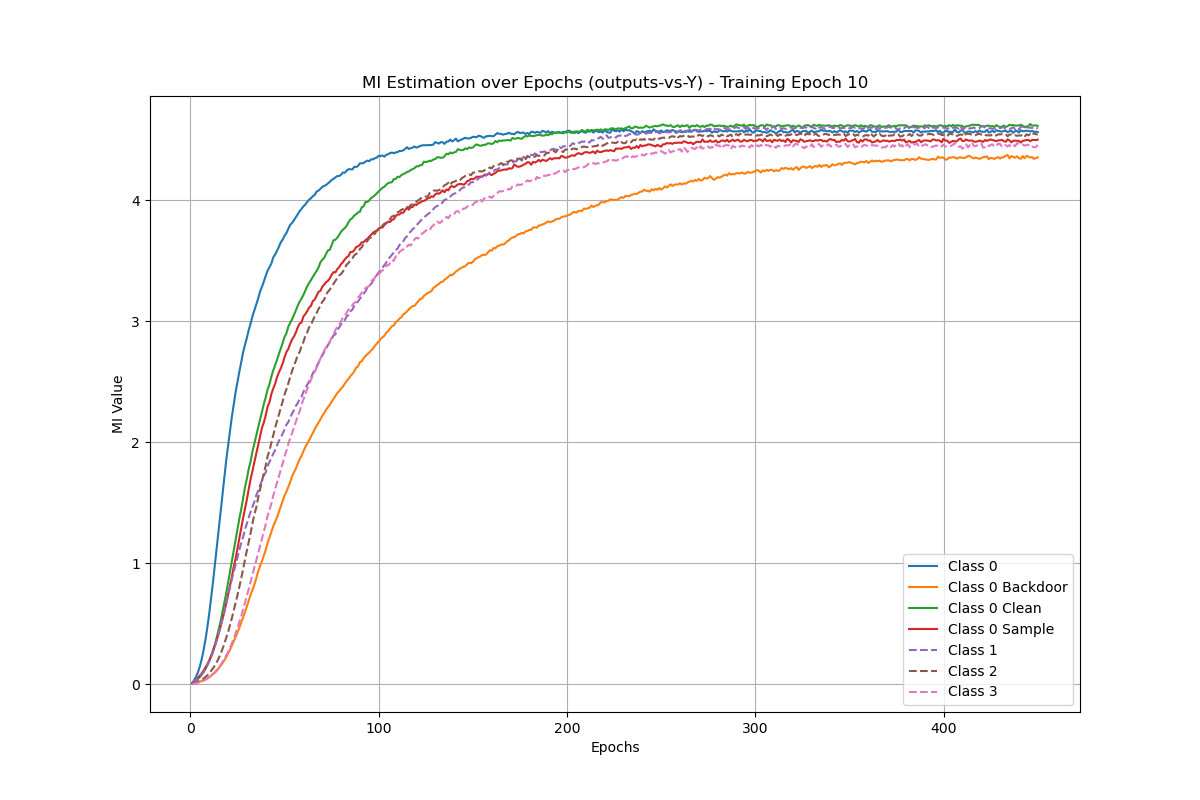 MI Estimation over Epochs (outputs-vs-Y) - Training Epoch 10
MI Value
4
3
2
1
0
0 100 200 300 400
Epochs
Class 0
Class 0 Backdoor
Class 0 Clean
Class 0 Sample
Class 1
Class 2
Class 3